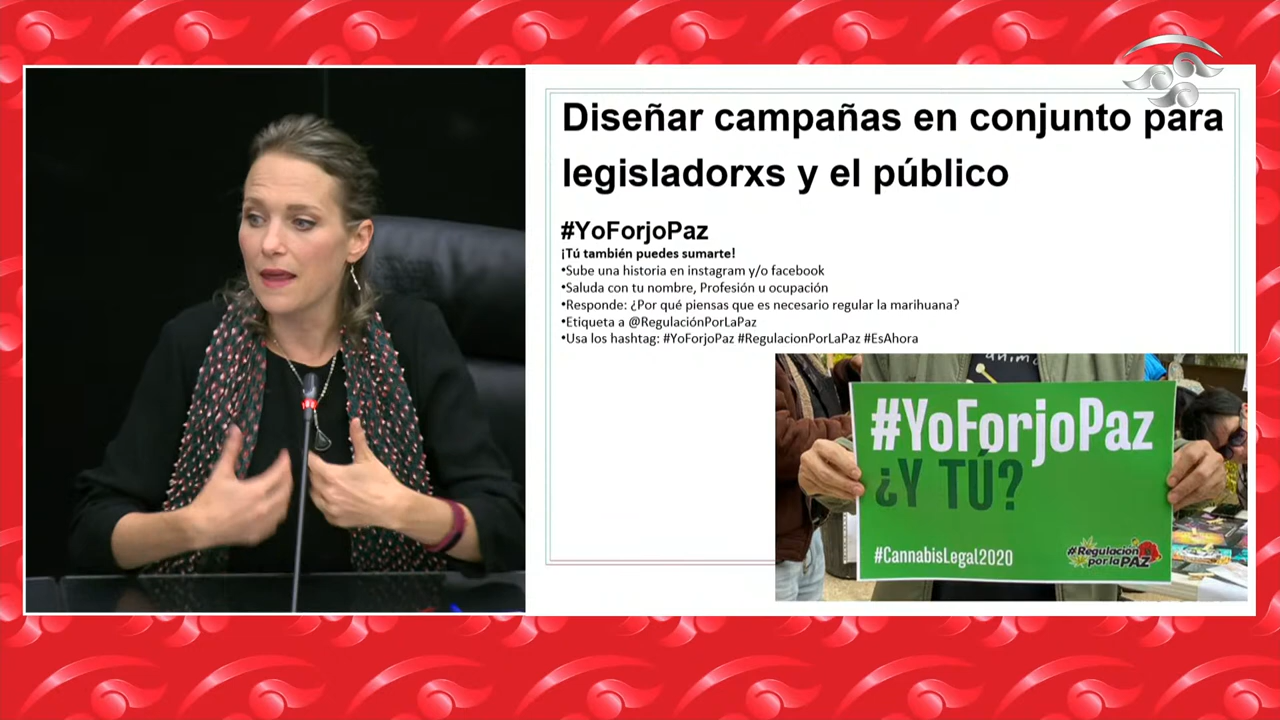 Diseñar campañas en conjunto para
legisladorxs y el público
#YoForjoPaz
¡Tú también puedes sumarte!
•Sube una historia en instagram y/o facebook
•Saluda con tu nombre, Profesión u ocupación
•Responde: ¿Por qué piensas que es necesario regular la marihuana?
•Etiqueta a @RegulaciónPorLaPaz
•Usa los hashtag: #YoForjoPaz #RegulacionPorLaPaz #EsAhora
#YoForjoPaz
¿Y TÚ?
#CannabisLegal2020
#Regulación
por la PAZ